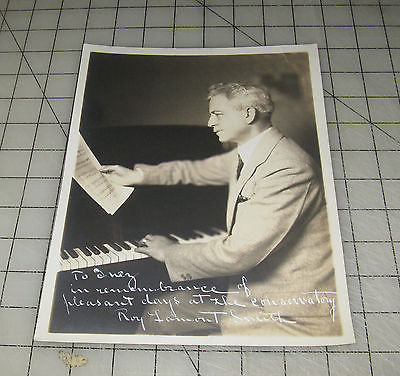 To Inez
in remembrance of
pleasant days at the conservatory
Roy Lamont Smith